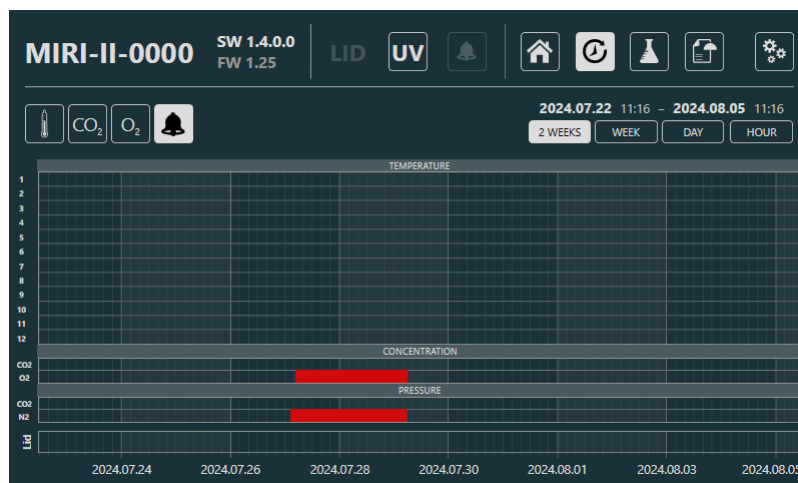 MIRI-II-0000 SW 1.4.0.0 LID UV
FW 1.25
2024.07.22 11:16 – 2024.08.05 11:16
CO₂ O₂ 2 WEEKS WEEK DAY HOUR
TEMPERATURE
1
2
3
4
5
6
7
8
9
10
11
12
CONCENTRATION
CO2
O2
PRESSURE
CO2
N2
Lid
2024.07.24 2024.07.26 2024.07.28 2024.07.30 2024.08.01 2024.08.03 2024.08.05